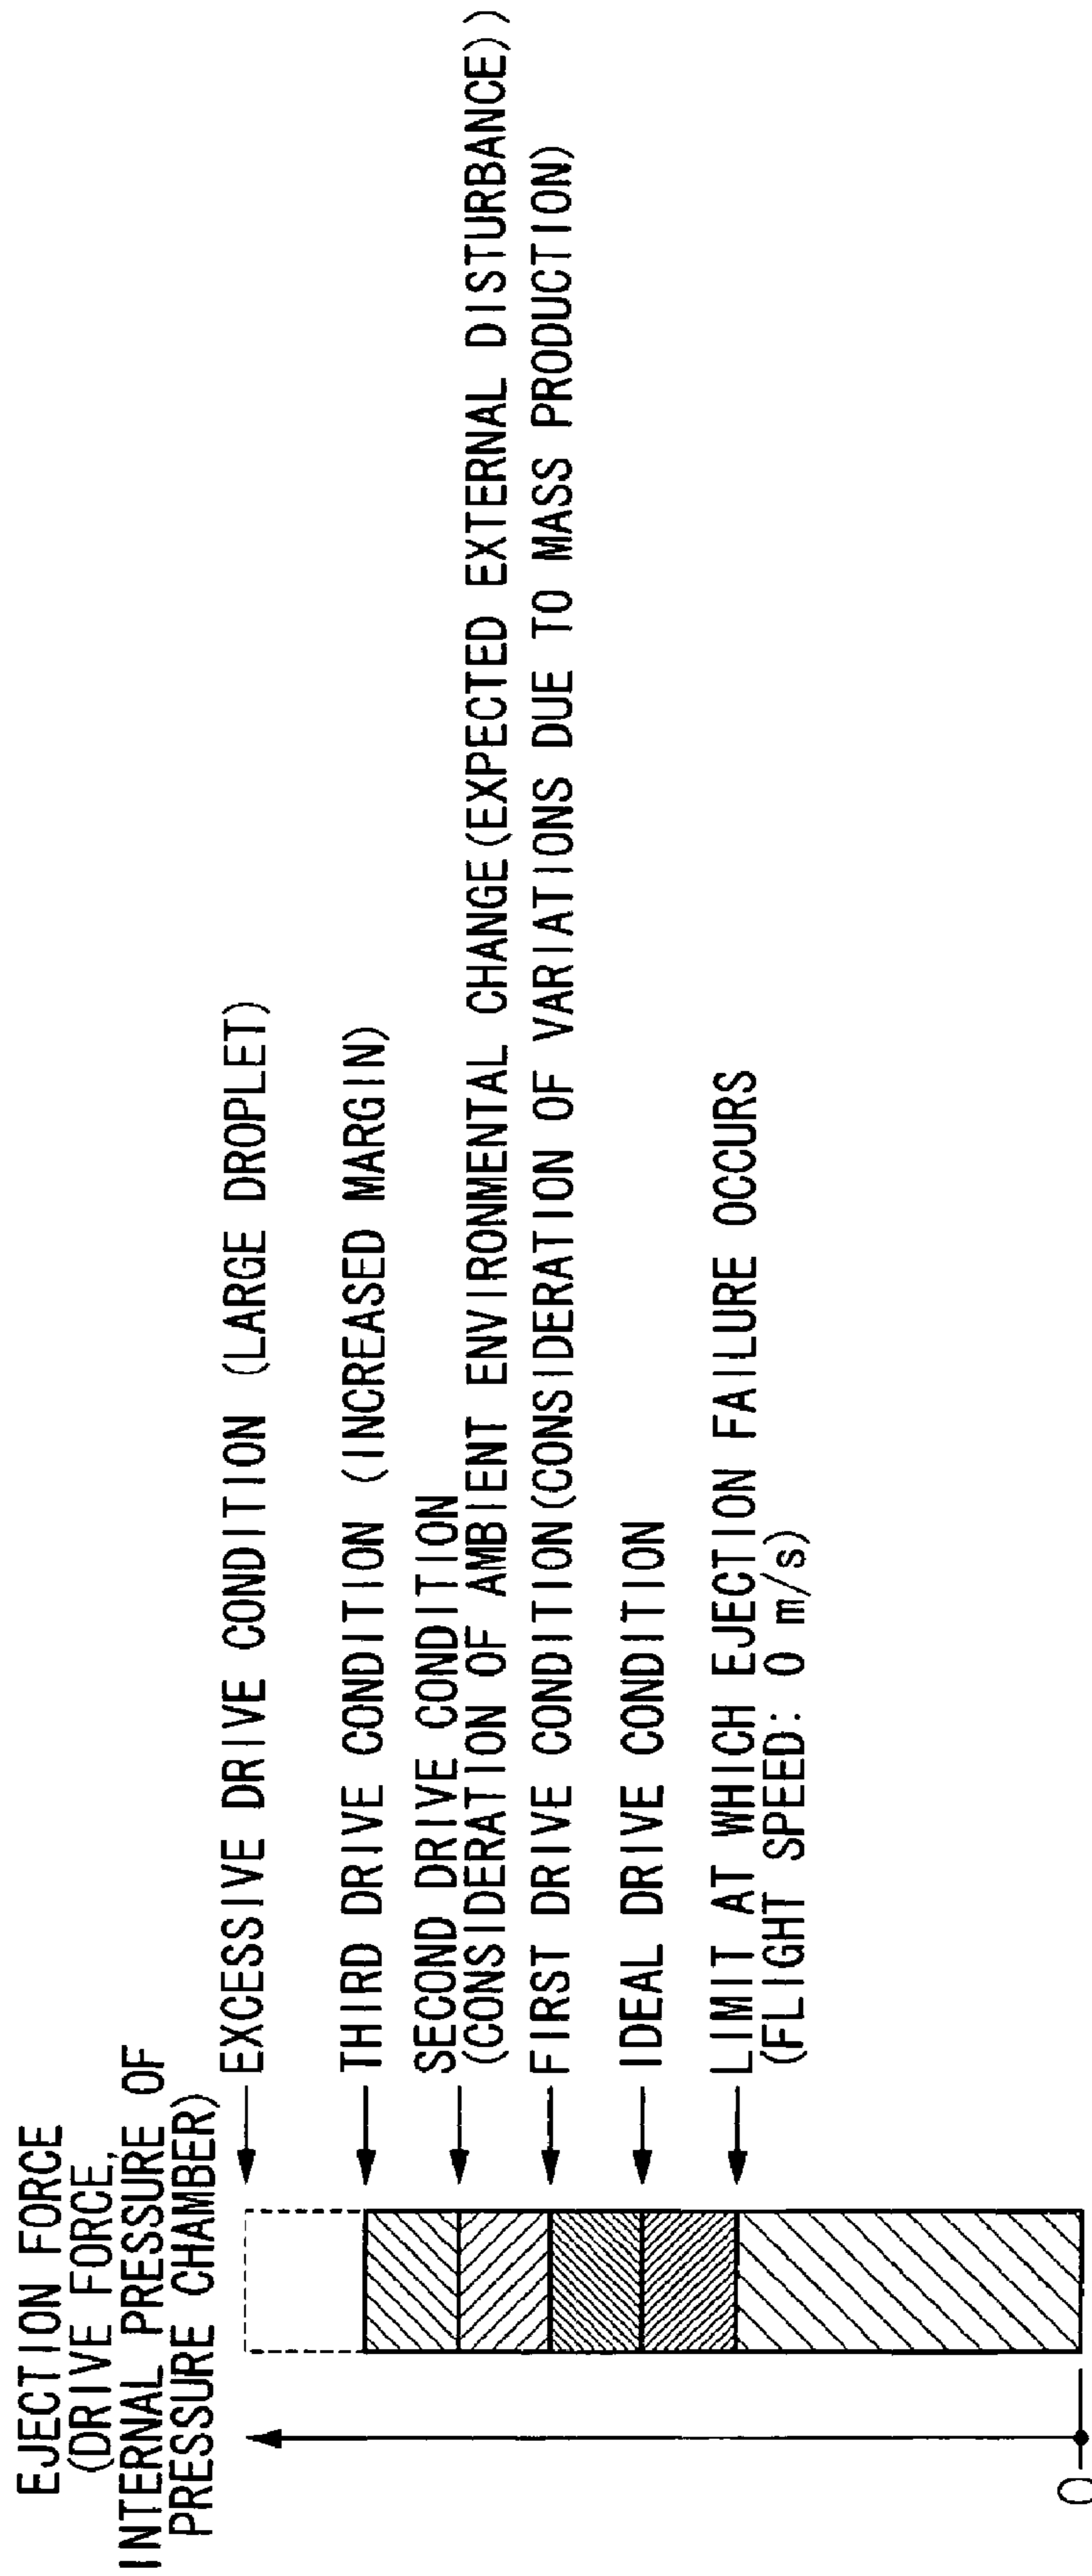 EJECTION FORCE
(DRIVE FORCE,
INTERNAL PRESSURE OF
PRESSURE CHAMBER)
EXCESSIVE DRIVE CONDITION (LARGE DROPLET)
THIRD DRIVE CONDITION (INCREASED MARGIN)
SECOND DRIVE CONDITION
(CONSIDERATION OF AMBIENT ENVIRONMENTAL CHANGE(EXPECTED EXTERNAL DISTURBANCE))
FIRST DRIVE CONDITION(CONSIDERATION OF VARIATIONS DUE TO MASS PRODUCTION)
IDEAL DRIVE CONDITION
LIMIT AT WHICH EJECTION FAILURE OCCURS
(FLIGHT SPEED: 0 m/s)
0